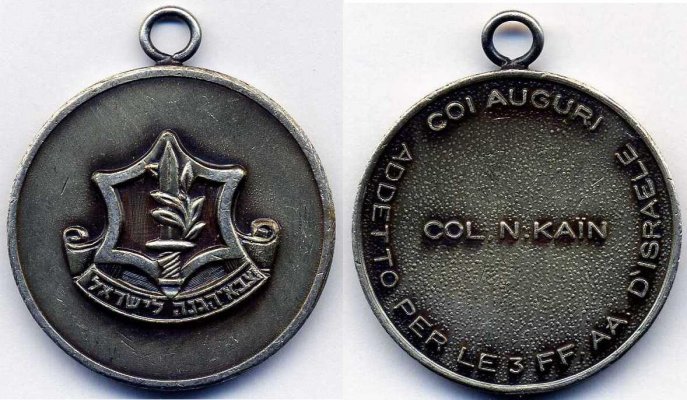 צבא הגנה לישראל
COI AUGURI
COL. N. KAÏN
ADDETTO PER LE 3 FF. AA. D'ISRAELE